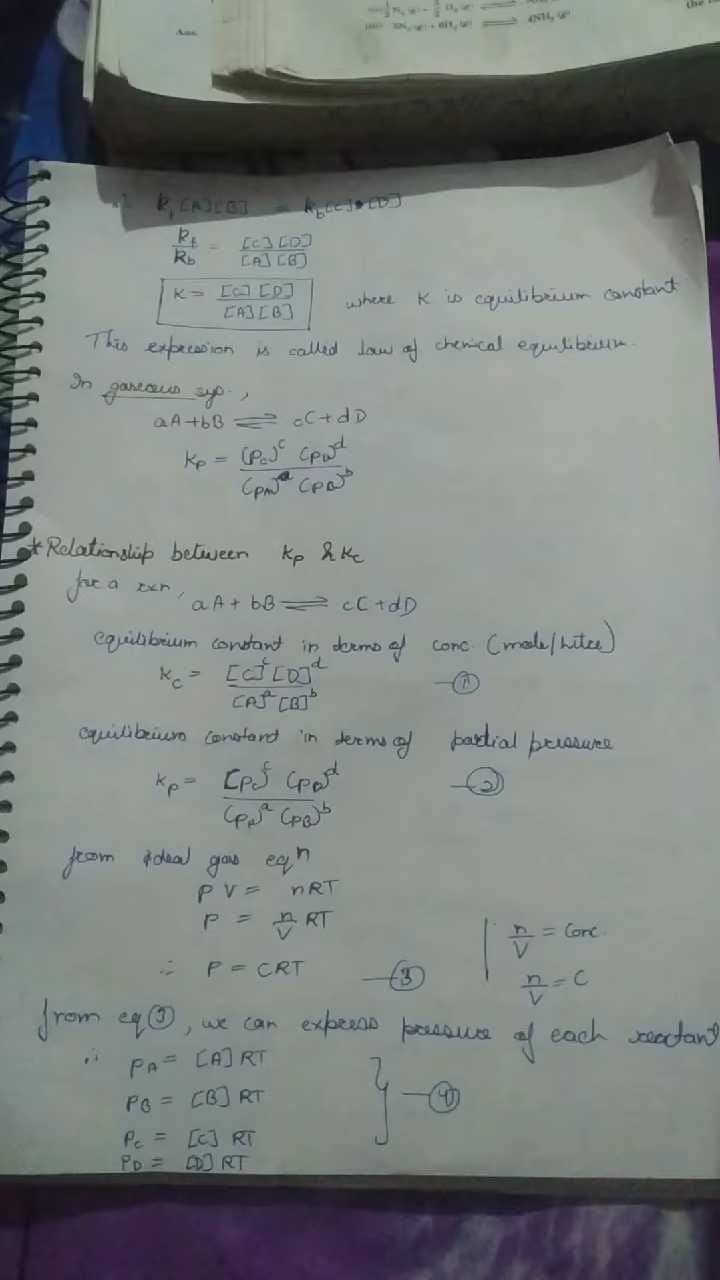 Ans.
2N₂(g) + 6H₂(g) ⇌ 4NH₃(g)
k_f [A][B] = k_b [C][D]
k_f/k_b = [C][D]/[A][B]
K = [C][D]/[A][B] where K is equilibrium constant
This expression is called law of chemical equilibrium.
In gaseous sys.,
aA + bB ⇌ cC + dD
Kp = (pC)^c (pD)^d / (pA)^a (pB)^b
* Relationship between Kp & Kc
for a rxn, aA + bB ⇌ cC + dD
equilibrium constant in terms of conc. (mole/litre)
Kc = [C]^c [D]^d / [A]^a [B]^b —①
equilibrium constant in terms of partial pressure
Kp = [pC]^c (pD)^d / (pA)^a (pB)^b —②
from ideal gas eqn
PV = nRT
P = n/V RT
n/V = Conc.
∴ P = CRT —③
n/V = C
from eq ③, we can express pressure of each reactant
∴ pA = [A] RT
pB = [B] RT } —④
pC = [C] RT
pD = [D] RT